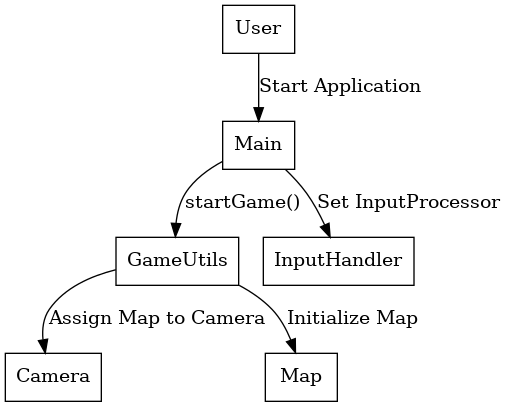 User
Start Application
Main
startGame()
Set InputProcessor
GameUtils
InputHandler
Assign Map to Camera
Initialize Map
Camera
Map